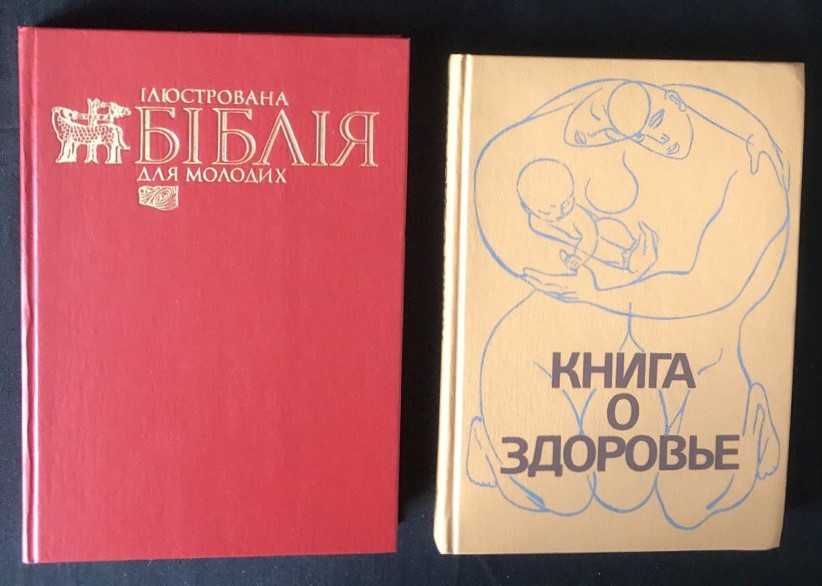 ІЛЮСТРОВАНА
БІБЛІЯ
ДЛЯ МОЛОДИХ
КНИГА
О
ЗДОРОВЬЕ